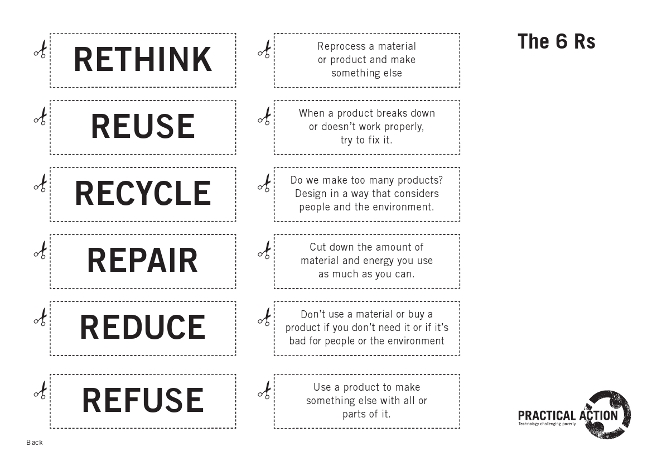 The 6 Rs
RETHINK
Reprocess a material
or product and make
something else
REUSE
When a product breaks down
or doesn't work properly,
try to fix it.
RECYCLE
Do we make too many products?
Design in a way that considers
people and the environment.
REPAIR
Cut down the amount of
material and energy you use
as much as you can.
REDUCE
Don't use a material or buy a
product if you don't need it or if it's
bad for people or the environment
REFUSE
Use a product to make
something else with all or
parts of it.
PRACTICAL ACTION
Technology challenging poverty
Back